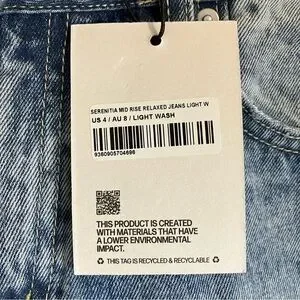 SERENITIA MID RISE RELAXED JEANS LIGHT W
US 4 / AU 8 / LIGHT WASH
9360905704696
THIS PRODUCT IS CREATED
WITH MATERIALS THAT HAVE
A LOWER ENVIRONMENTAL
IMPACT.
♻ THIS TAG IS RECYCLED & RECYCLABLE ♻